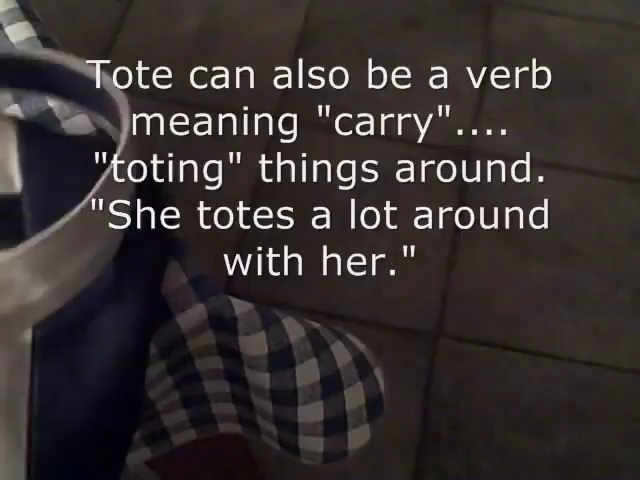 Tote can also be a verb
meaning "carry"....
"toting" things around.
"She totes a lot around
with her."